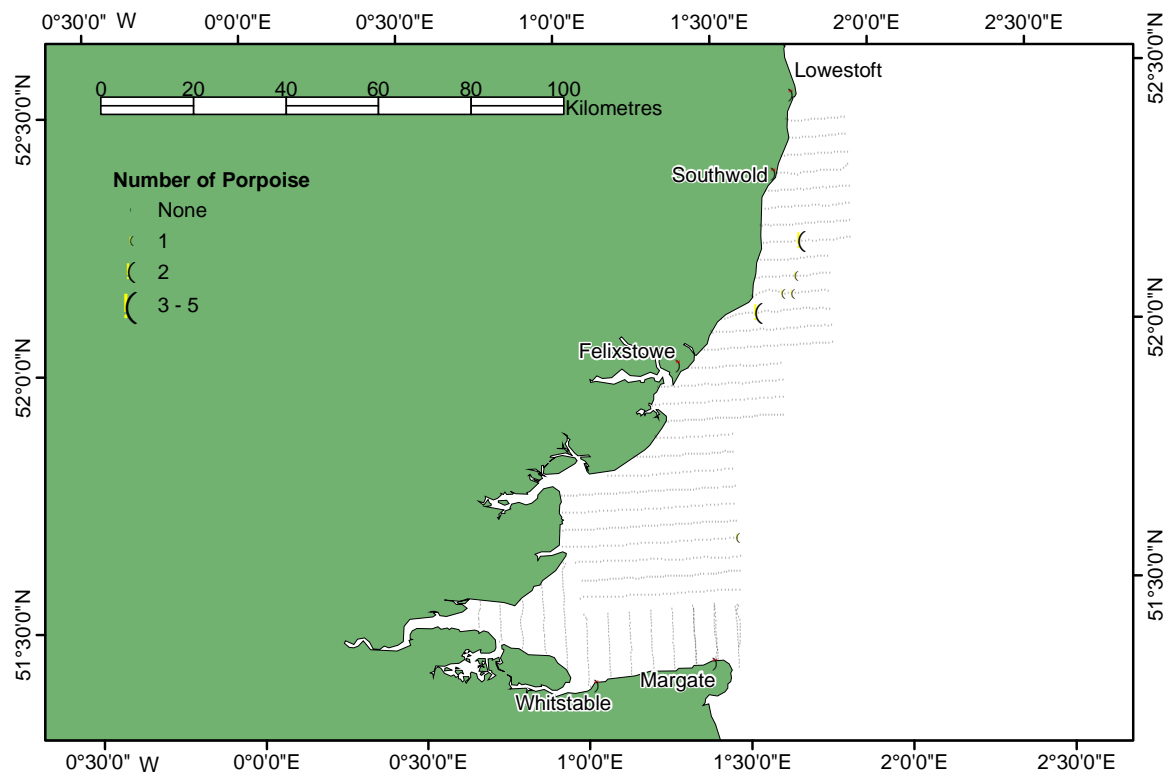 0°30'0" W 0°0'0"E 0°30'0"E 1°0'0"E 1°30'0"E 2°0'0"E 2°30'0"E
Lowestoft
0 20 40 60 80 100
Kilometres
52°30'0"N
52°30'0"N
Southwold
Number of Porpoise
None
1
2
3 - 5
52°0'0"N
Felixstowe
52°0'0"N
51°30'0"N
51°30'0"N
Margate
Whitstable
0°30'0" W 0°0'0"E 0°30'0"E 1°0'0"E 1°30'0"E 2°0'0"E 2°30'0"E